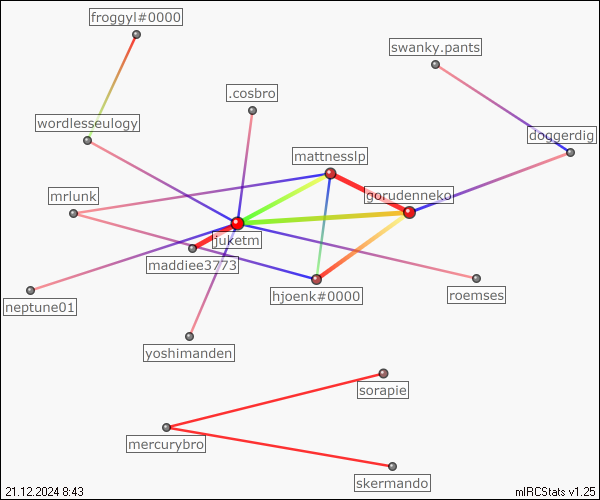 froggyl#0000
swanky.pants
.cosbro
wordlesseulogy
doggerdig
mattnesslp
mrlunk
gorudenneko
juketm
maddiee3773
hjoenk#0000
roemses
neptune01
yoshimanden
sorapie
mercurybro
skermando
21.12.2024 8:43
mIRCStats v1.25